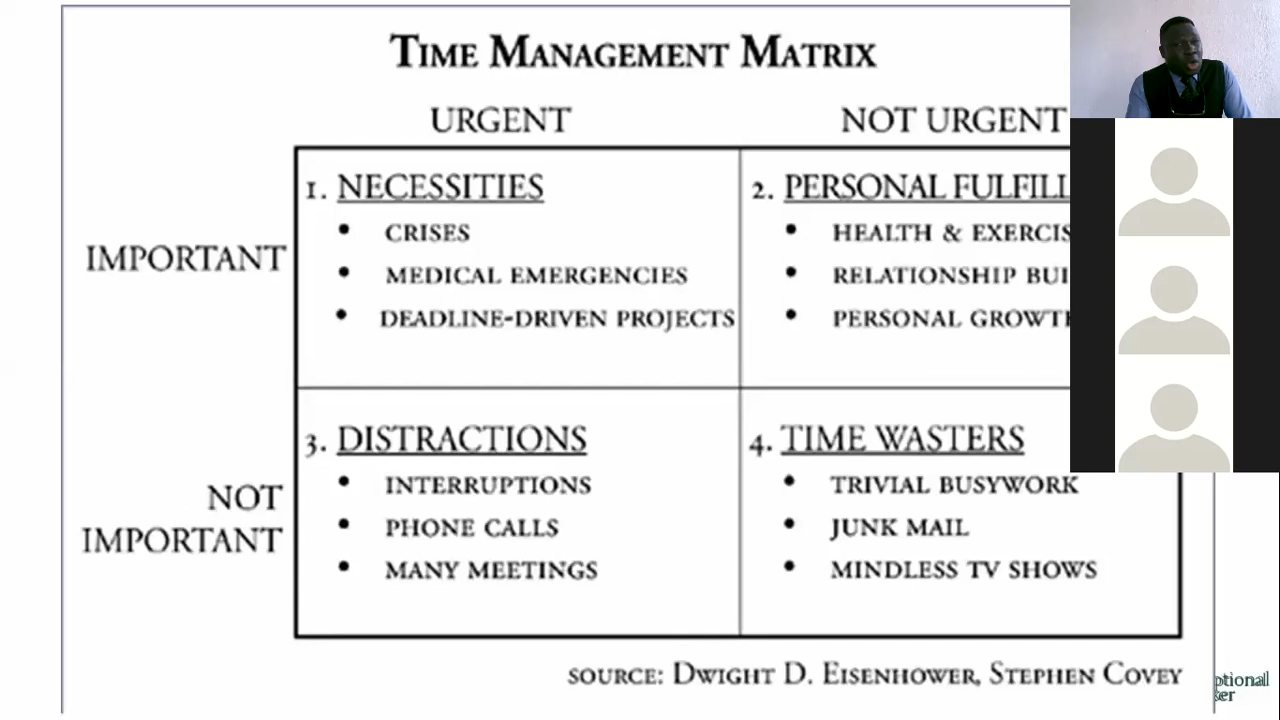 TIME MANAGEMENT MATRIX
URGENT
NOT URGENT
IMPORTANT
1. NECESSITIES
• CRISES
• MEDICAL EMERGENCIES
• DEADLINE-DRIVEN PROJECTS
2. PERSONAL FULFILL
• HEALTH & EXERCIS
• RELATIONSHIP BUI
• PERSONAL GROWT
NOT
IMPORTANT
3. DISTRACTIONS
• INTERRUPTIONS
• PHONE CALLS
• MANY MEETINGS
4. TIME WASTERS
• TRIVIAL BUSYWORK
• JUNK MAIL
• MINDLESS TV SHOWS
SOURCE: DWIGHT D. EISENHOWER, STEPHEN COVEY